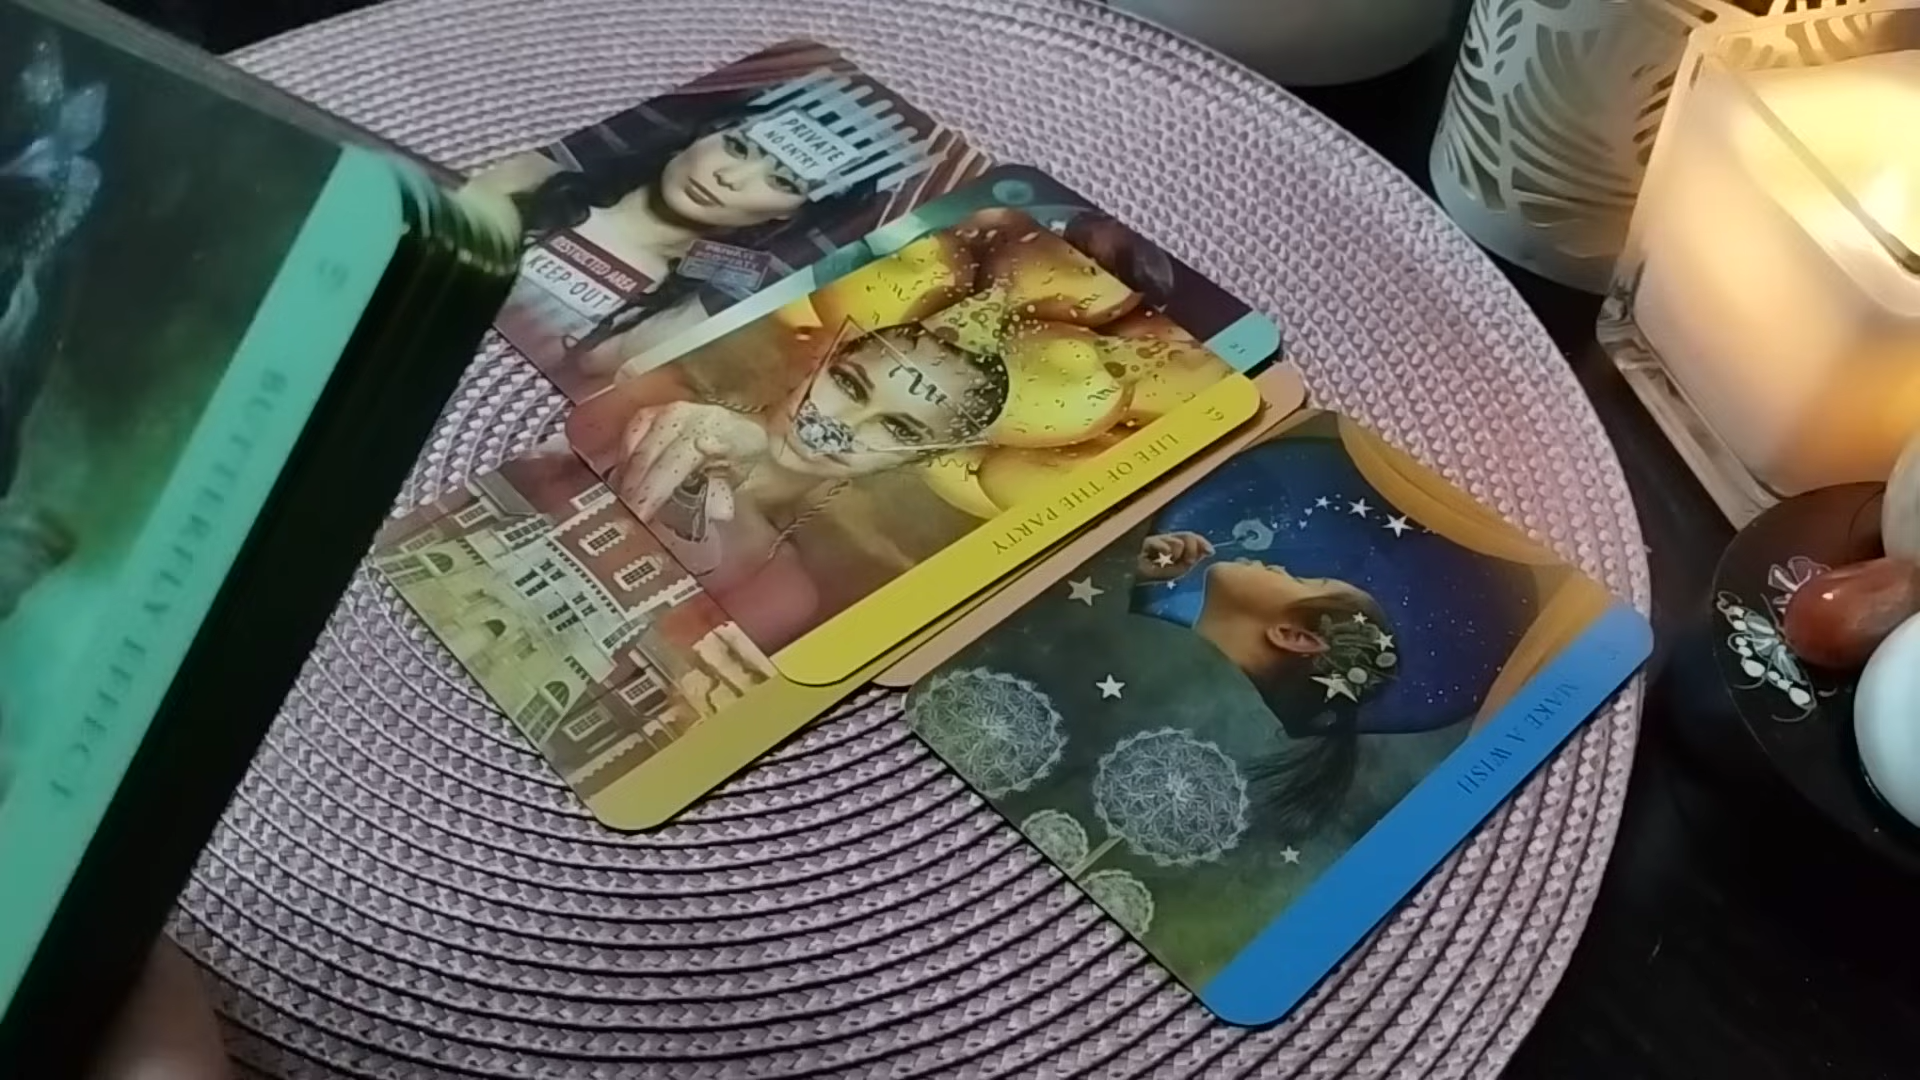 PRIVATE
NO ENTRY
RESTRICTED AREA
KEEP OUT!
LIFE OF THE PARTY
MAKE A WISH
BUTTERFLY EFFECT